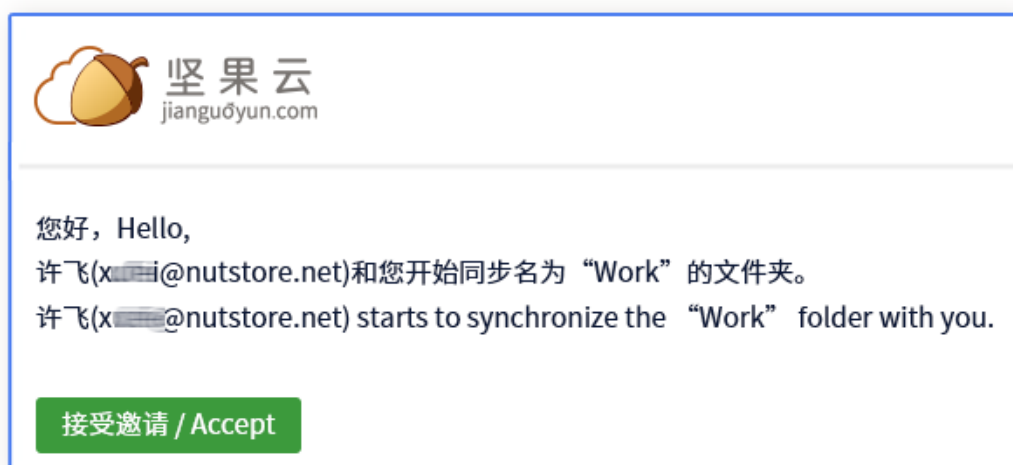 坚果云
jianguoyun.com
您好，Hello,
许飞(x i@nutstore.net)和您开始同步名为“Work”的文件夹。
许飞(x @nutstore.net) starts to synchronize the “Work” folder with you.
接受邀请 / Accept